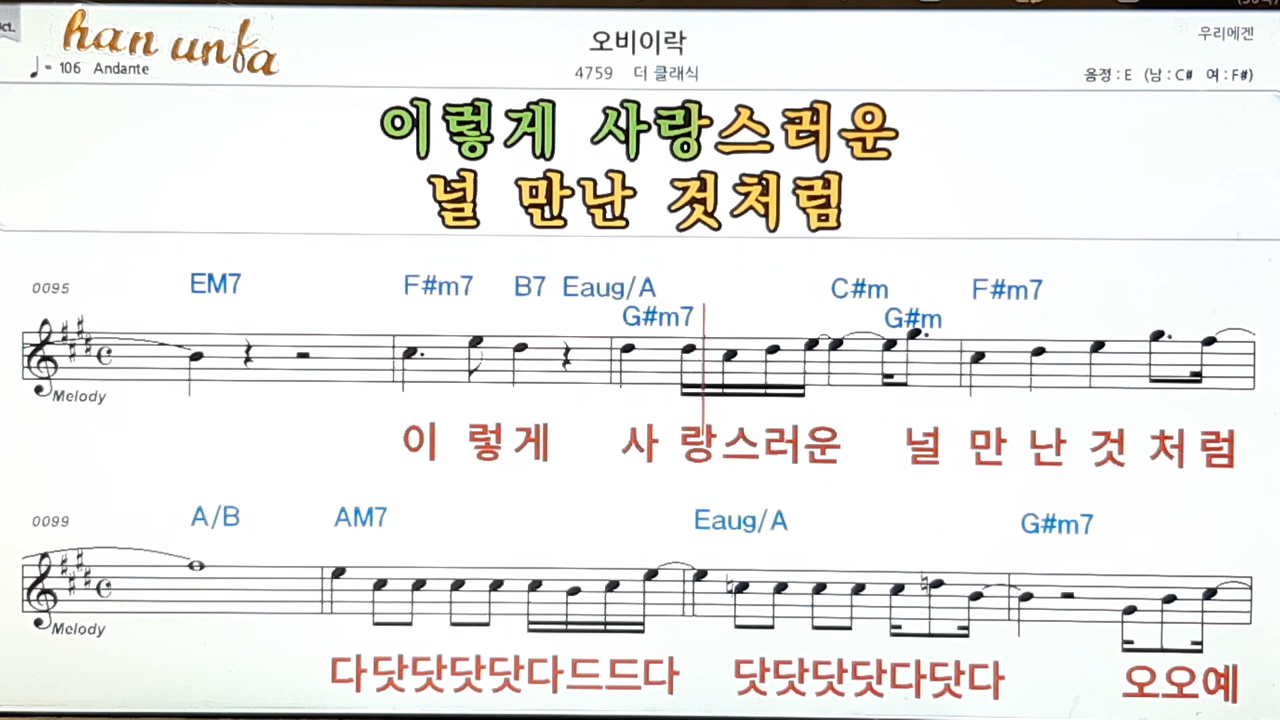 ct.
han unfa
오비이락
우리에겐
♩= 106 Andante
4759 더 클래식
음정 : E (남 : C# 여 : F#)
이렇게 사랑스러운
널 만난 것처럼
0095 EM7 F#m7 B7 Eaug/A C#m F#m7
G#m7 G#m
Melody
이 렇 게 사 랑스러운 널 만 난 것 처 럼
0099 A/B AM7 Eaug/A G#m7
Melody
다닷닷닷닷다드드다 닷닷닷닷다닷다 오오예